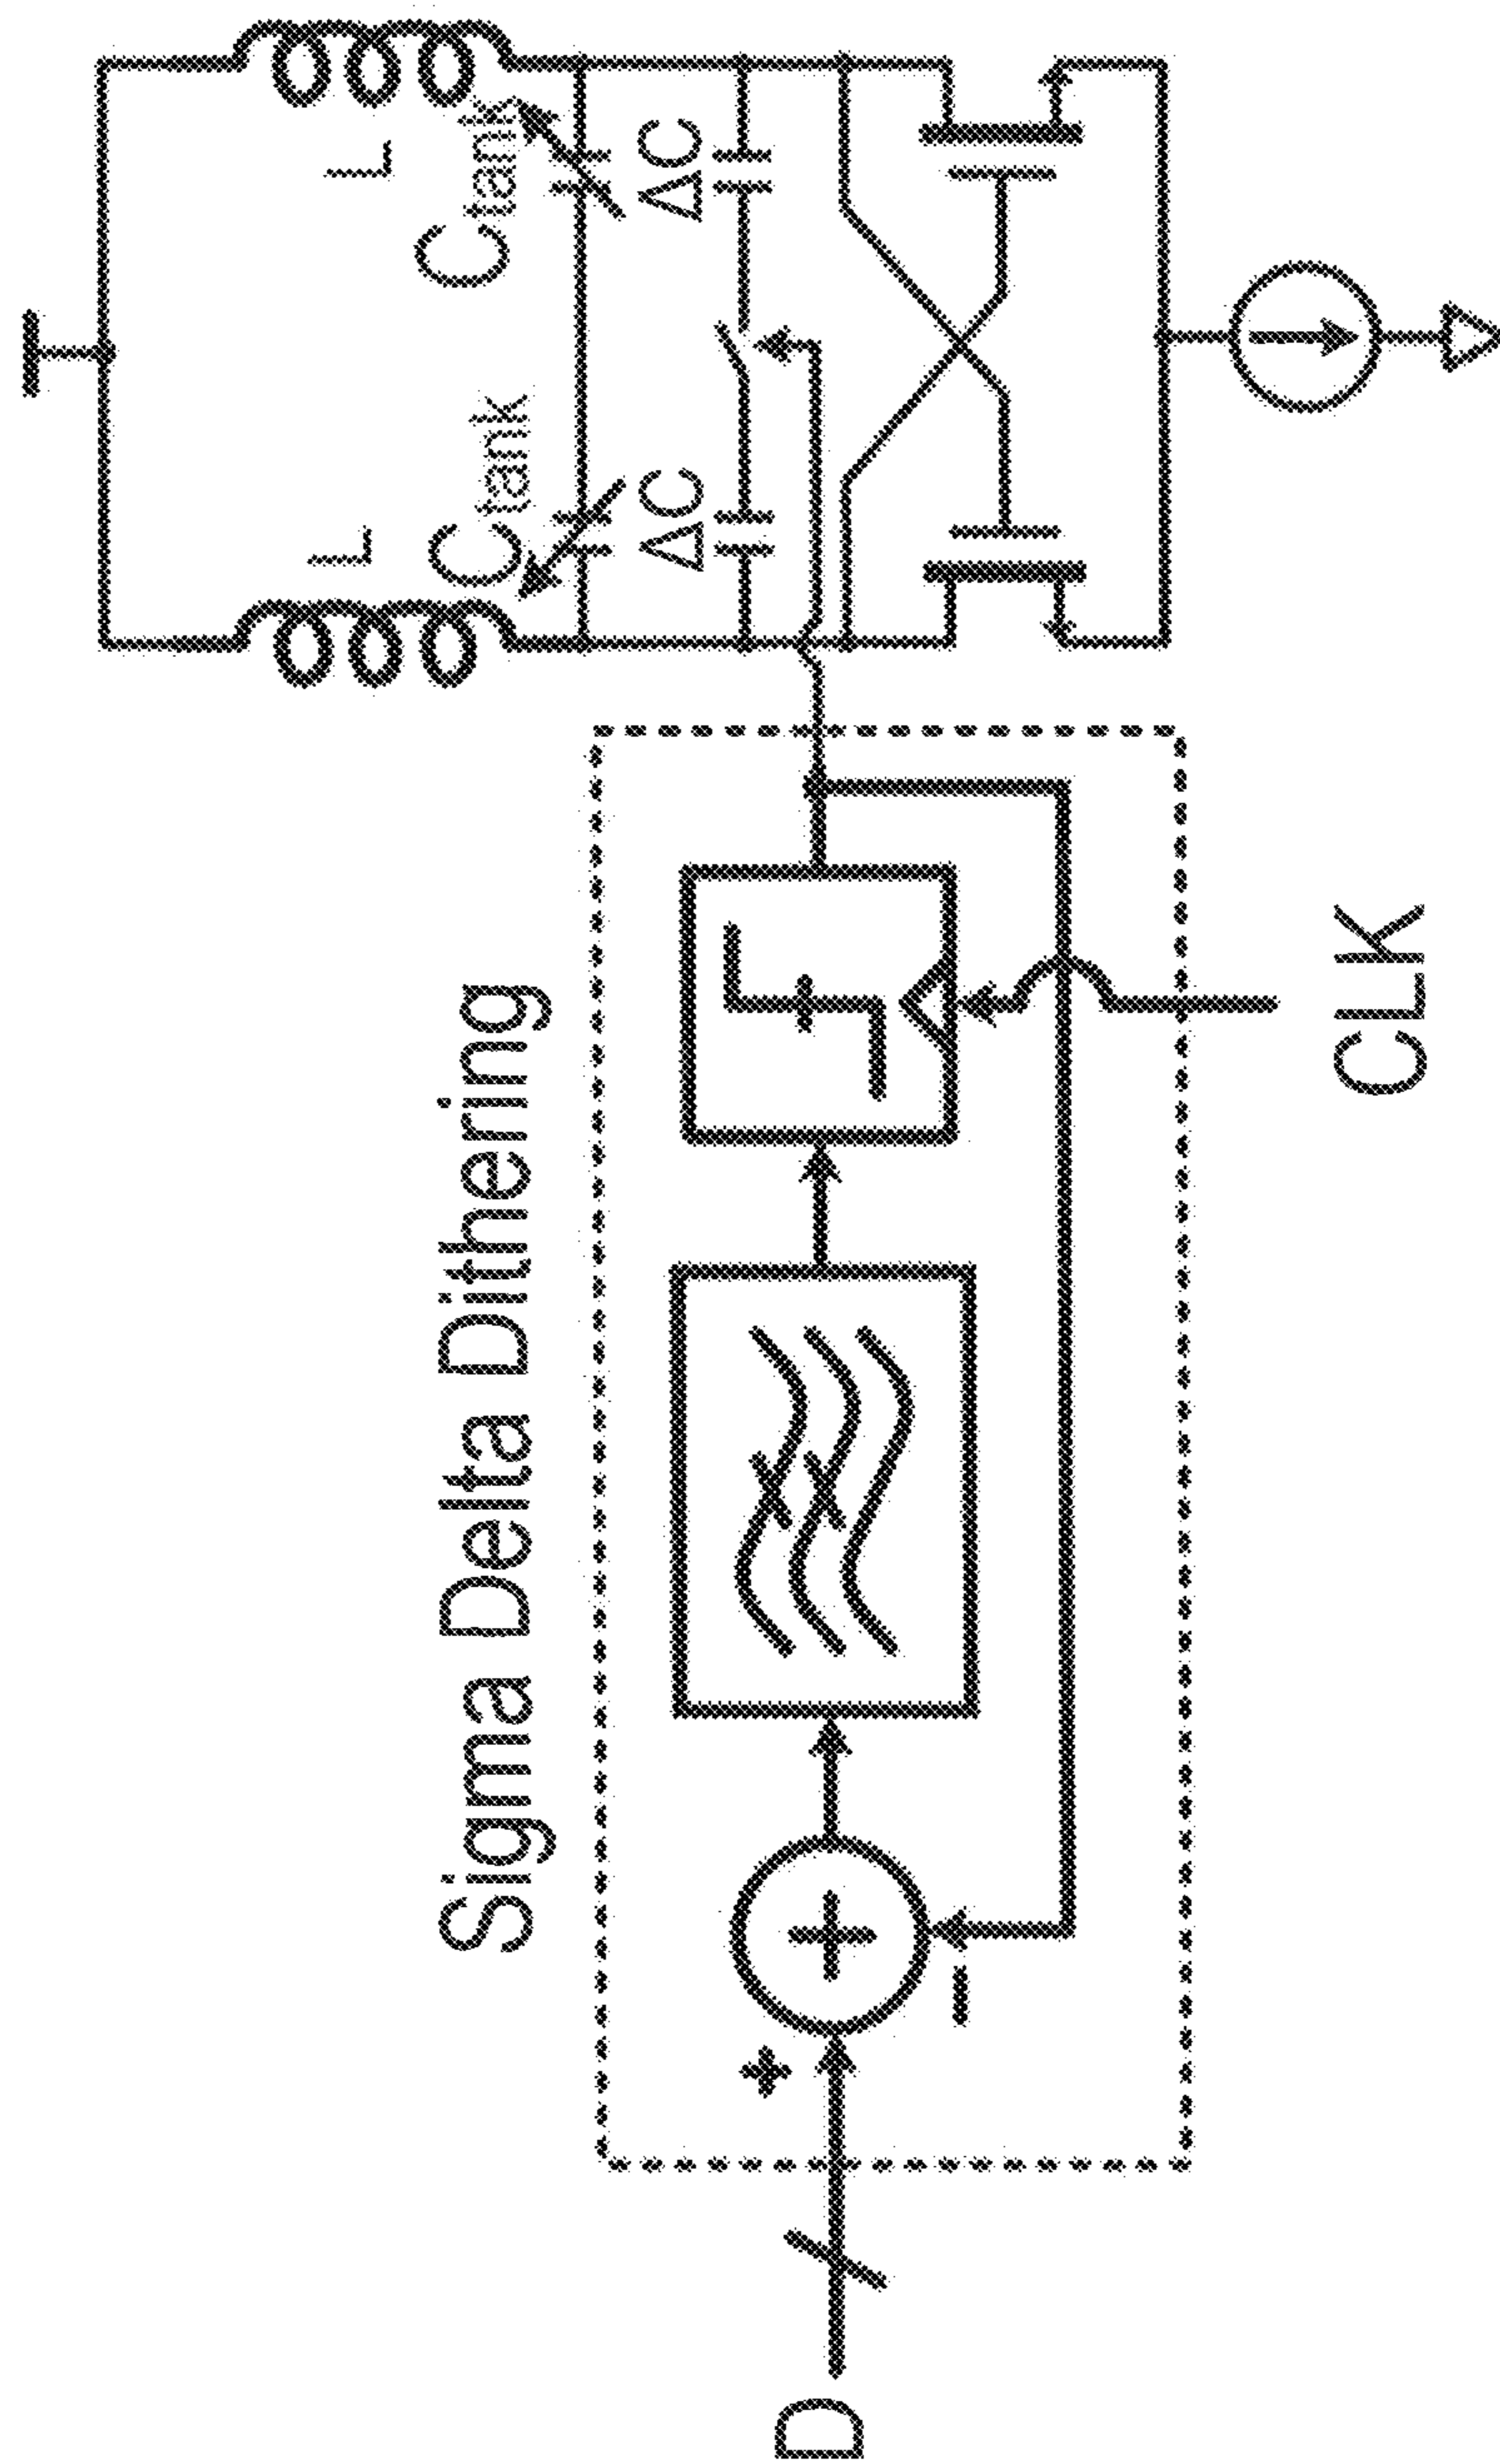 Sigma Delta Dithering
D
+
−
CLK
L
L
Ctank
Ctank
ΔC
ΔC